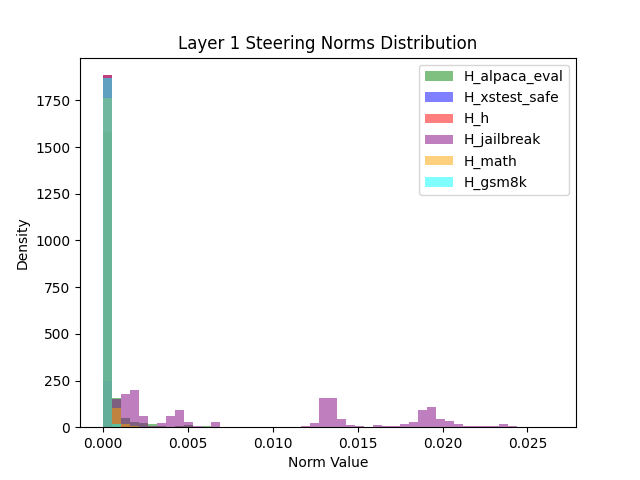 Layer 1 Steering Norms Distribution
H_alpaca_eval
H_xstest_safe
H_h
H_jailbreak
H_math
H_gsm8k
Density
1750
1500
1250
1000
750
500
250
0
0.000
0.005
0.010
0.015
0.020
0.025
Norm Value